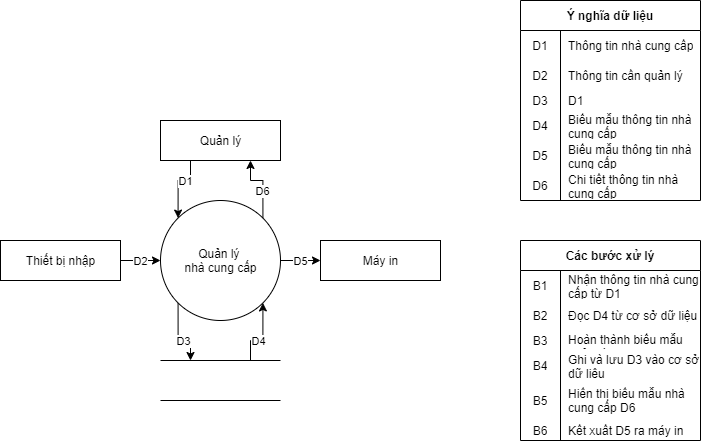 Quản lý
D1
D6
Thiết bị nhập
D2
Quản lý
nhà cung cấp
D5
Máy in
D3
D4
Ý nghĩa dữ liệu
D1 Thông tin nhà cung cấp
D2 Thông tin cần quản lý
D3 D1
D4 Biểu mẫu thông tin nhà
cung cấp
D5 Biểu mẫu thông tin nhà
cung cấp
D6 Chi tiết thông tin nhà
cung cấp
Các bước xử lý
B1 Nhận thông tin nhà cung
cấp từ D1
B2 Đọc D4 từ cơ sở dữ liệu
B3 Hoàn thành biểu mẫu
B4 Ghi và lưu D3 vào cơ sở
dữ liệu
B5 Hiển thị biểu mẫu nhà
cung cấp D6
B6 Kết xuất D5 ra máy in